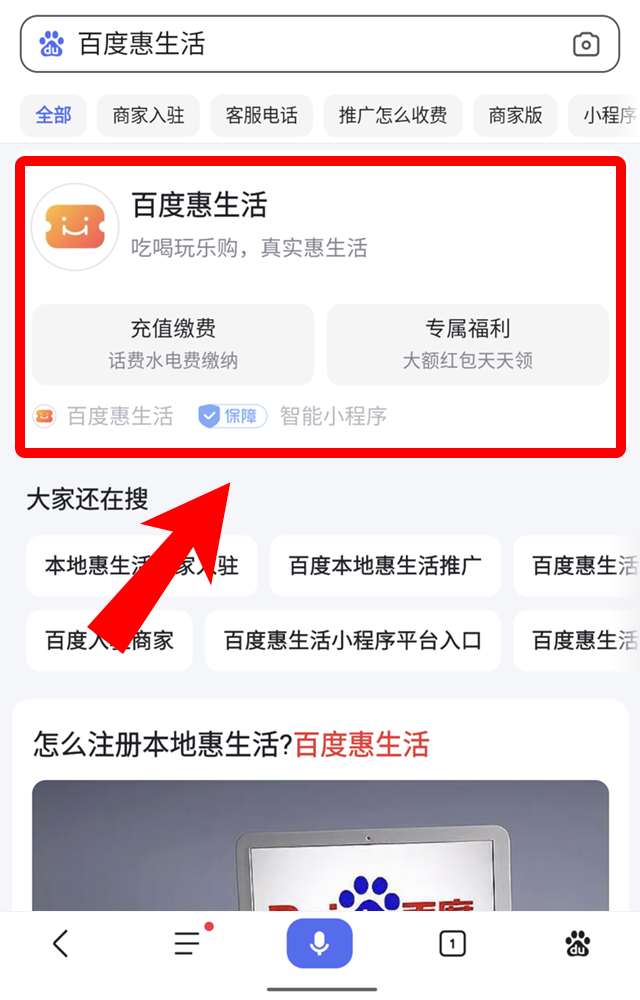 百度惠生活
全部 商家入驻 客服电话 推广怎么收费 商家版 小程序
百度惠生活
吃喝玩乐购，真实惠生活
充值缴费 专属福利
话费水电费缴纳 大额红包天天领
百度惠生活 保障 智能小程序
大家还在搜
本地惠生 家入驻 百度本地惠生活推广 百度惠生活
百度入 商家 百度惠生活小程序平台入口 百度惠生活
怎么注册本地惠生活?百度惠生活
du 百度
1
du